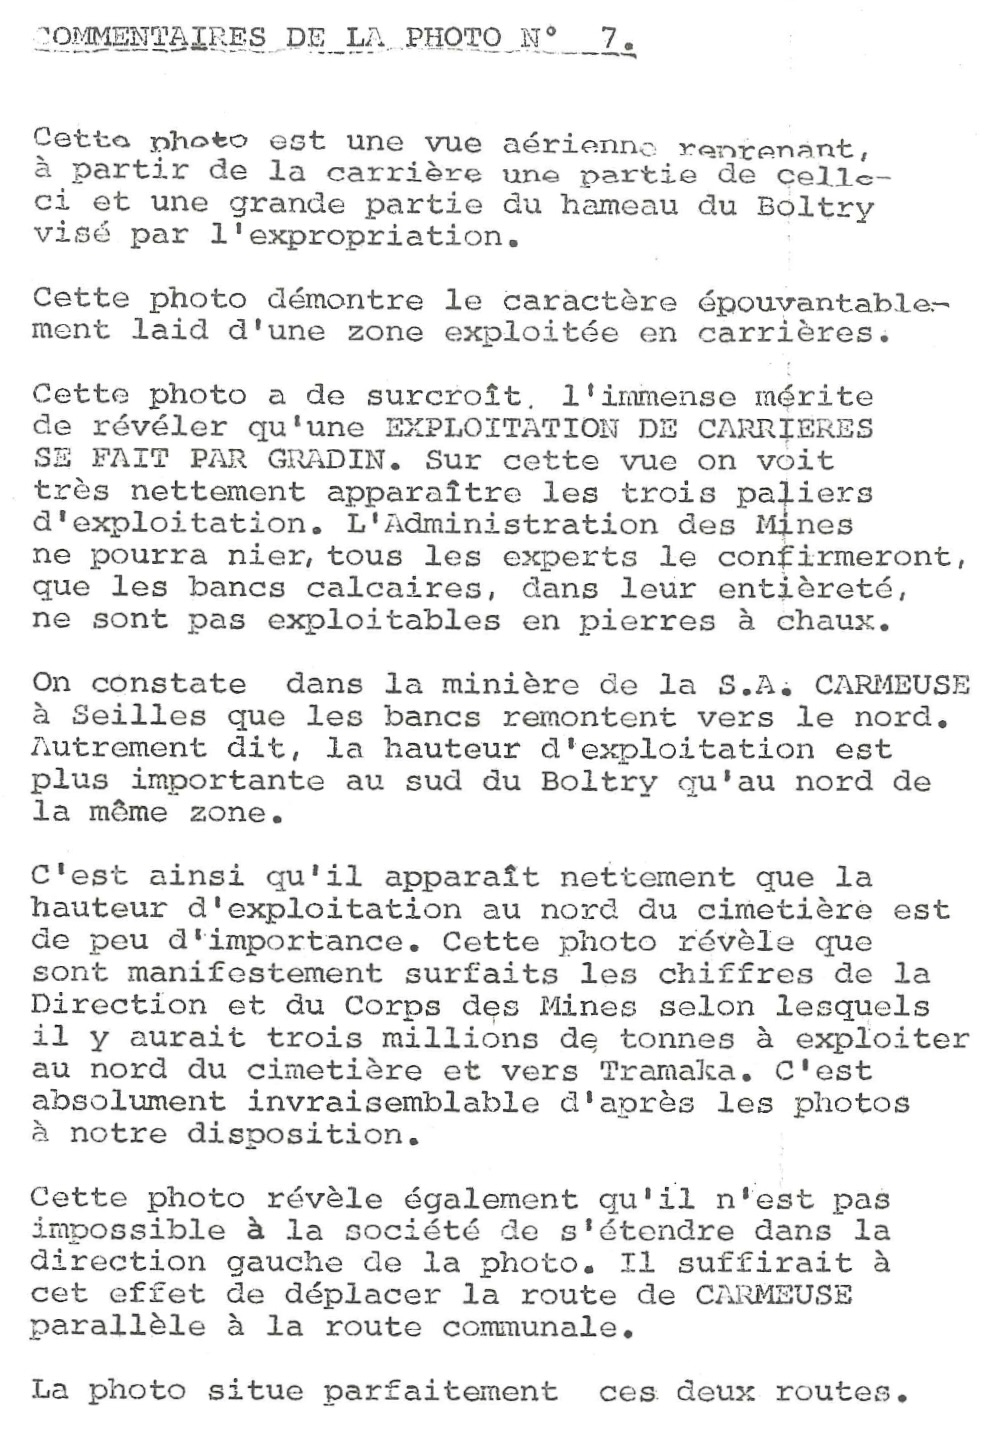 COMMENTAIRES DE LA PHOTO N° 7.
Cette photo est une vue aérienne reprenant,
à partir de la carrière une partie de celle-
ci et une grande partie du hameau du Boltry
visé par l'expropriation.
Cette photo démontre le caractère épouvantable-
ment laid d'une zone exploitée en carrières.
Cette photo a de surcroît, l'immense mérite
de révéler qu'une EXPLOITATION DE CARRIERES
SE FAIT PAR GRADIN. Sur cette vue on voit
très nettement apparaître les trois paliers
d'exploitation. L'Administration des Mines
ne pourra nier, tous les experts le confirmeront,
que les bancs calcaires, dans leur entièreté,
ne sont pas exploitables en pierres à chaux.
On constate dans la minière de la S.A. CARMEUSE
à Seilles que les bancs remontent vers le nord.
Autrement dit, la hauteur d'exploitation est
plus importante au sud du Boltry qu'au nord de
la même zone.
C'est ainsi qu'il apparaît nettement que la
hauteur d'exploitation au nord du cimetière est
de peu d'importance. Cette photo révèle que
sont manifestement surfaits les chiffres de la
Direction et du Corps des Mines selon lesquels
il y aurait trois millions de tonnes à exploiter
au nord du cimetière et vers Tramaka. C'est
absolument invraisemblable d'après les photos
à notre disposition.
Cette photo révèle également qu'il n'est pas
impossible à la société de s'étendre dans la
direction gauche de la photo. Il suffirait à
cet effet de déplacer la route de CARMEUSE
parallèle à la route communale.
La photo situe parfaitement ces deux routes.